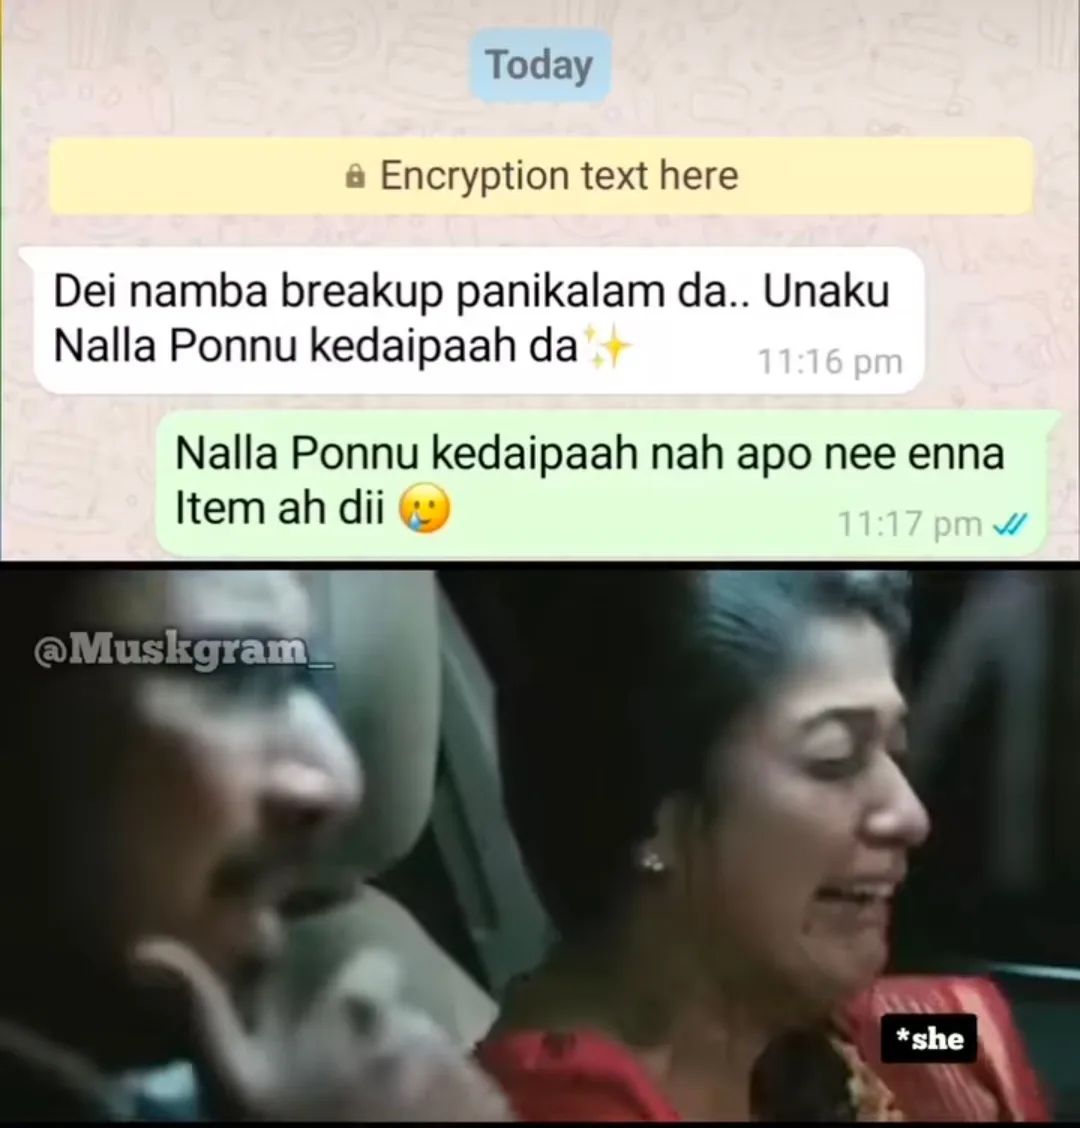 Today
Encryption text here
Dei namba breakup panikalam da.. Unaku
Nalla Ponnu kedaipaah da✨
11:16 pm
Nalla Ponnu kedaipaah nah apo nee enna
Item ah dii 🥲
11:17 pm
@Muskgram_
*she